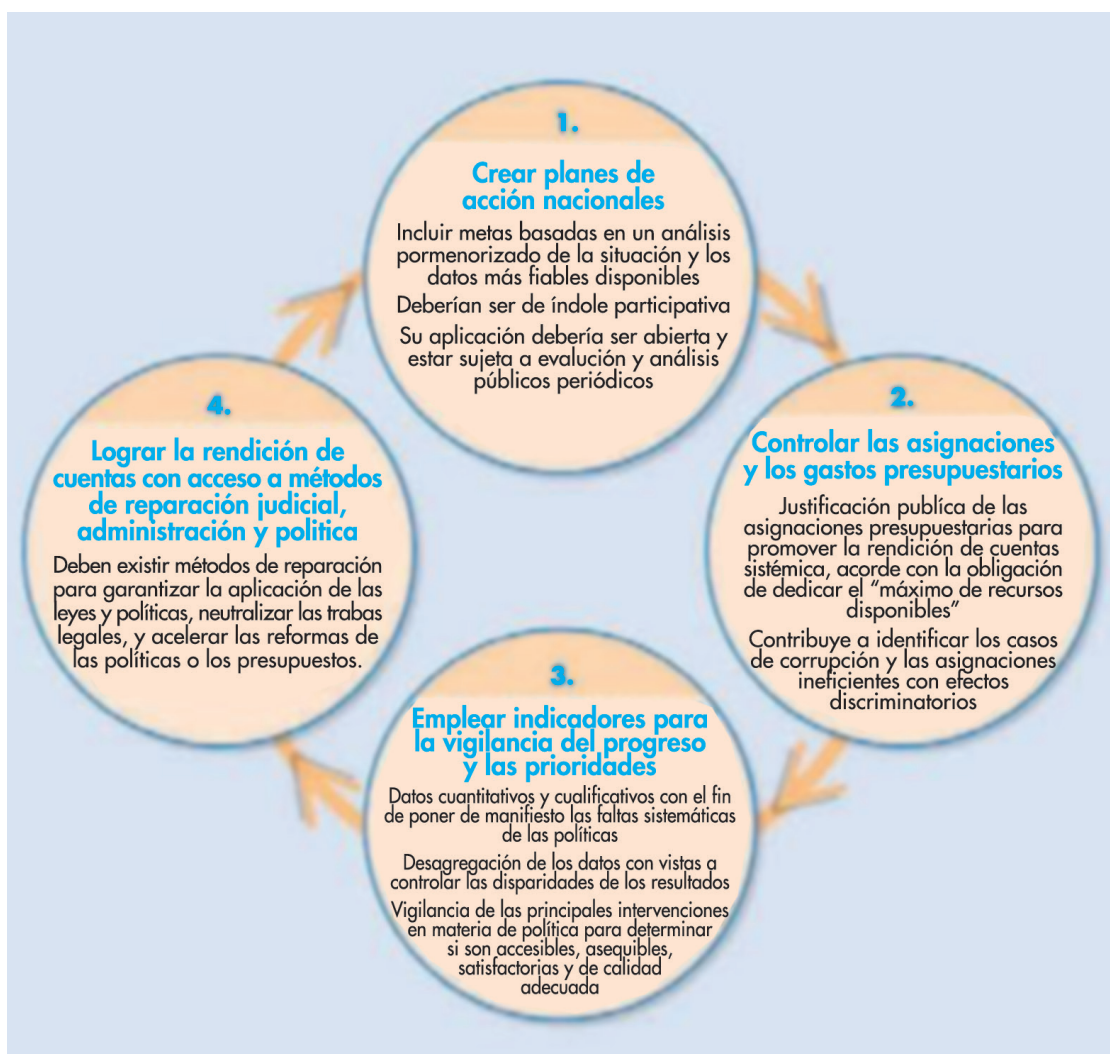 1.
Crear planes de
acción nacionales
Incluir metas basadas en un análisis
pormenorizado de la situación y los
datos más fiables disponibles
Deberían ser de índole participativa
Su aplicación debería ser abierta y
estar sujeta a evalución y análisis
públicos periódicos
2.
Controlar las asignaciones
y los gastos presupuestarios
Justificación publíca de las
asignaciones presupuestarias para
promover la rendición de cuentas
sistémica, acorde con la obligación
de dedicar el “máximo de recursos
disponibles”
Contribuye a identificar los casos
de corrupción y las asignaciones
ineficientes con efectos
discriminatorios
3.
Emplear indicadores para
la vigilancia del progreso
y las prioridades
Datos cuantitativos y cualificativos con el fin
de poner de manifiesto las faltas sistemáticas
de las políticas
Desagregación de los datos con vistas a
controlar las disparidades de los resultados
Vigilancia de las principales intervenciones
en materia de política para determinar
si son accesibles, asequibles,
satisfactorias y de calidad
adecuada
4.
Lograr la rendición de
cuentas con acceso a métodos
de reparación judicial,
administración y politica
Deben existir métodos de reparación
para garantizar la aplicación de las
leyes y políticas, neutralizar las trabas
legales, y acelerar las reformas de
las políticas o los presupuestos.